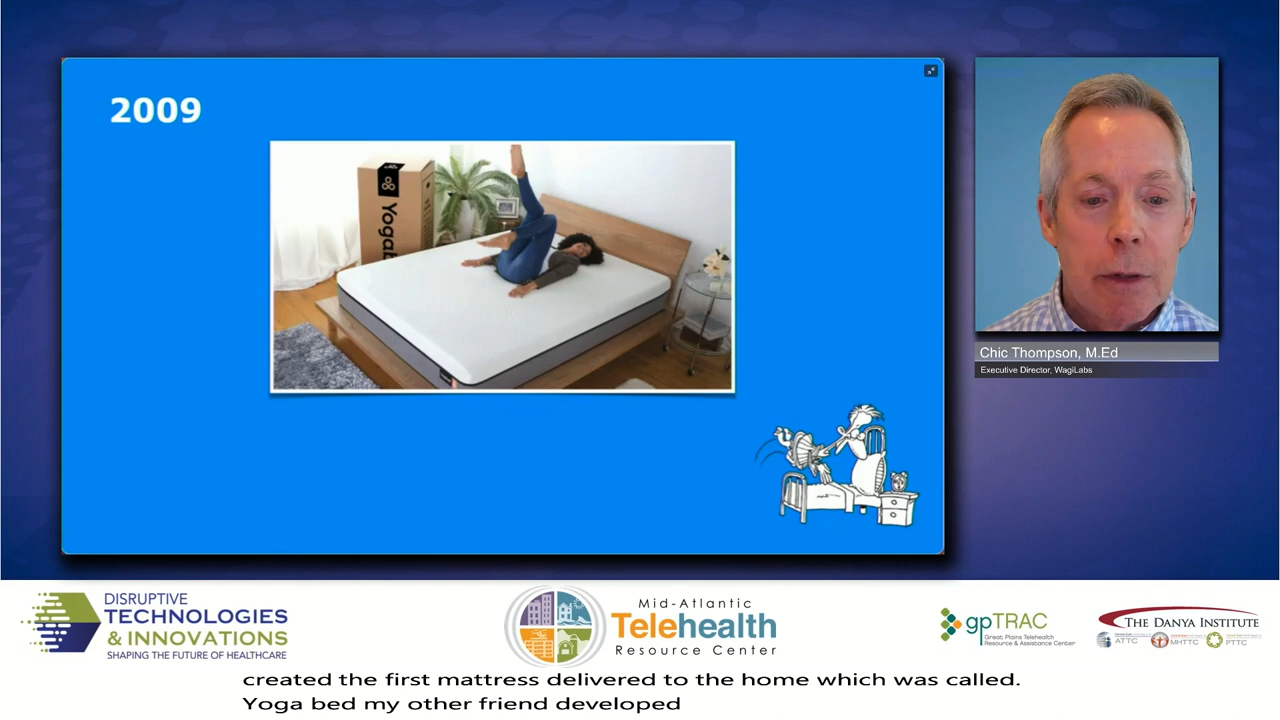 2009
Yogab
Chic Thompson, M.Ed
Executive Director, WagiLabs
DISRUPTIVE
TECHNOLOGIES
& INNOVATIONS
SHAPING THE FUTURE OF HEALTHCARE
Mid-Atlantic
Telehealth
Resource Center
gpTRAC
Great Plains Telehealth
Resource & Assistance Center
THE DANYA INSTITUTE
ATTC
MHTTC
PTTC
created the first mattress delivered to the home which was called.
Yoga bed my other friend developed